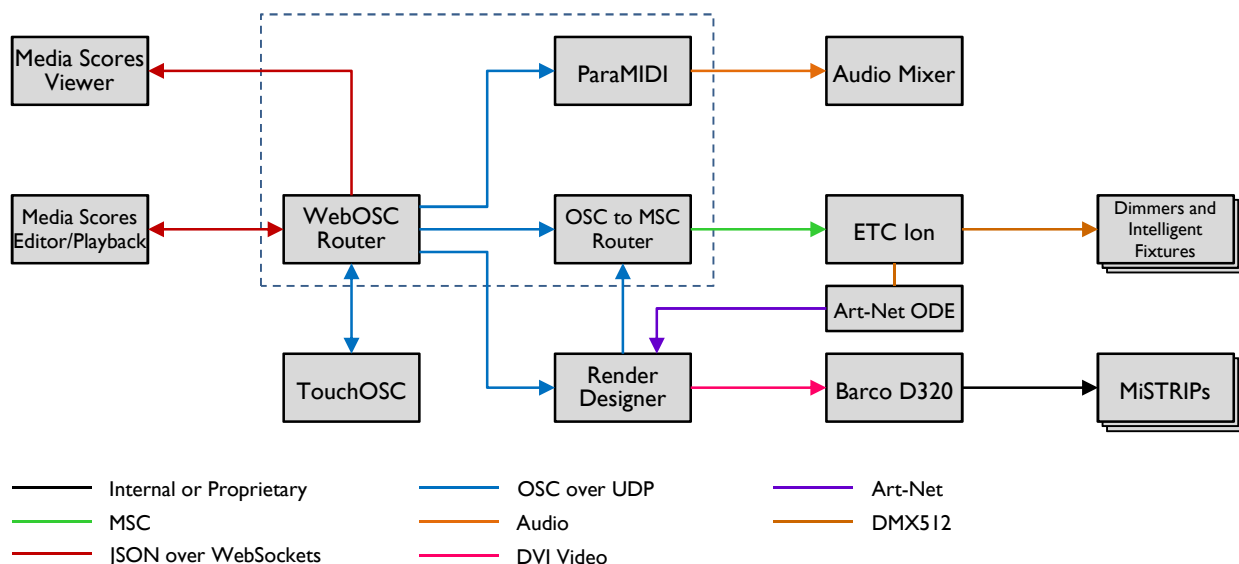 Media Scores
Viewer
ParaMIDI
Audio Mixer
Media Scores
Editor/Playback
WebOSC
Router
OSC to MSC
Router
ETC Ion
Dimmers and
Intelligent
Fixtures
Art-Net ODE
TouchOSC
Render
Designer
Barco D320
MiSTRIPs
Internal or Proprietary
OSC over UDP
Art-Net
MSC
Audio
DMX512
JSON over WebSockets
DVI Video